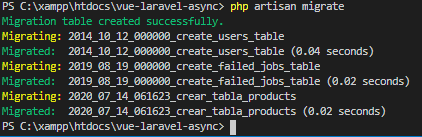 PS C:\xampp\htdocs\vue-laravel-async> php artisan migrate
Migration table created successfully.
Migrating: 2014_10_12_000000_create_users_table
Migrated:  2014_10_12_000000_create_users_table (0.04 seconds)
Migrating: 2019_08_19_000000_create_failed_jobs_table
Migrated:  2019_08_19_000000_create_failed_jobs_table (0.02 seconds)
Migrating: 2020_07_14_061623_crear_tabla_products
Migrated:  2020_07_14_061623_crear_tabla_products (0.02 seconds)
PS C:\xampp\htdocs\vue-laravel-async>